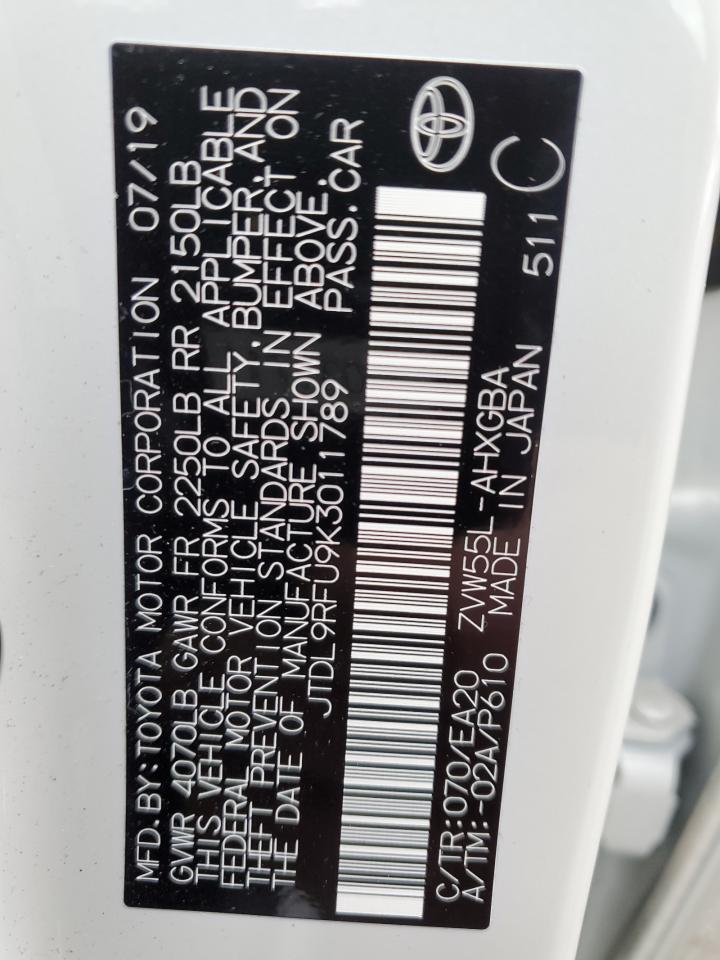 MFD.BY:TOYOTA MOTOR CORPORATION 07/19
GVWR 4070LB GAWR FR 2250LB RR 2150LB
THIS VEHICLE CONFORMS TO ALL APPLICABLE
FEDERAL MOTOR VEHICLE SAFETY,BUMPER,AND
THEFT PREVENTION STANDARDS IN EFFECT ON
THE DATE OF MANUFACTURE SHOWN ABOVE.
JTDL9RFU9K3011789 PASS.CAR
C/TR:070/EA20 ZVW55L-AHXGBA
A/TM:-02A/P610 MADE IN JAPAN 511 C